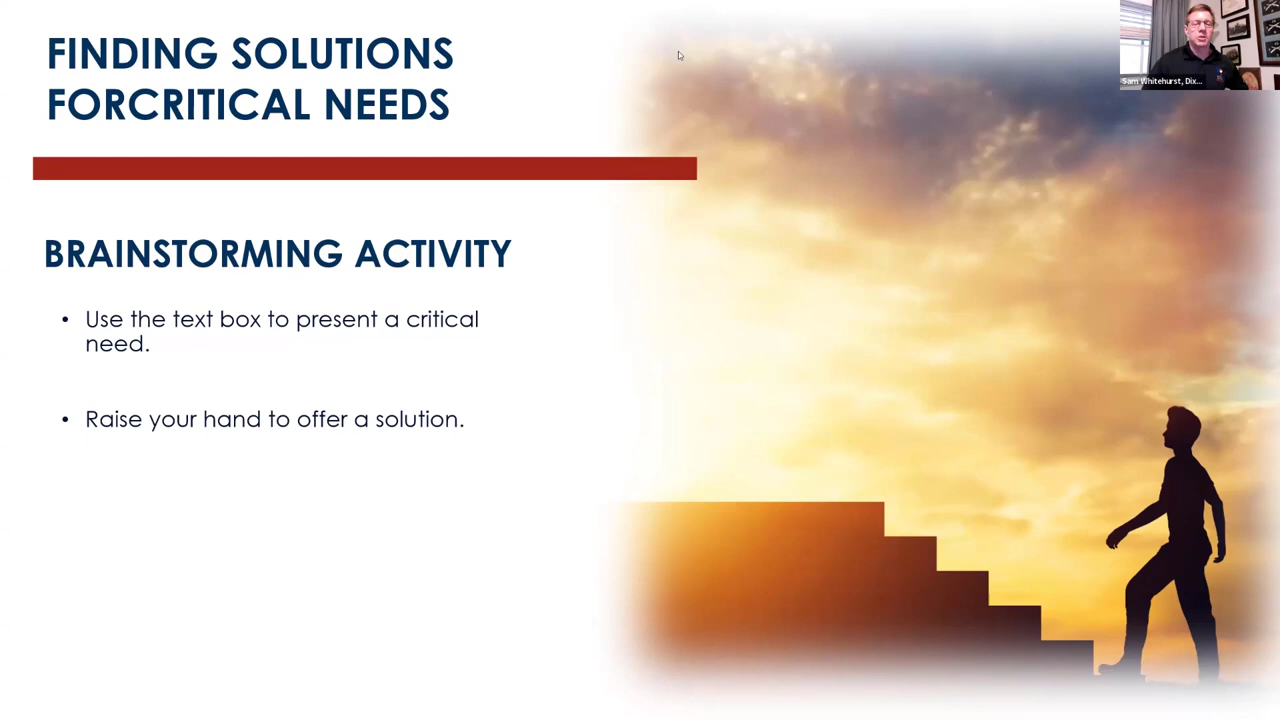 FINDING SOLUTIONS
FORCRITICAL NEEDS
BRAINSTORMING ACTIVITY
• Use the text box to present a critical
need.
• Raise your hand to offer a solution.
Sam Whitehurst, Dix...